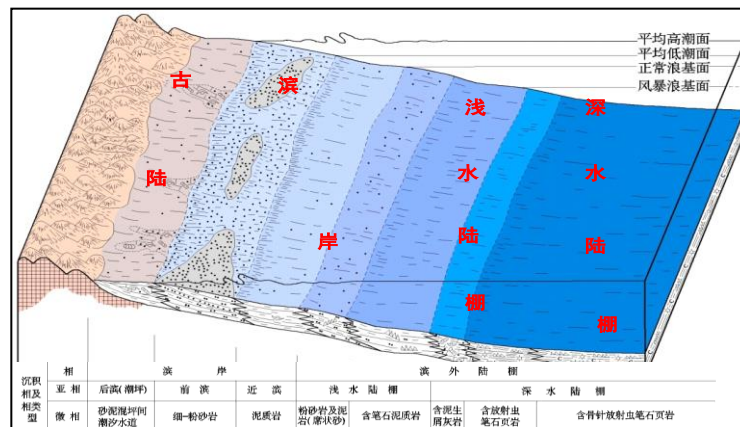 平均高潮面
平均低潮面
正常浪基面
风暴浪基面
古陆
滨岸
浅水陆棚
深水陆棚
沉积相及相类型
相 滨岸 滨外陆棚
亚相 后滨(潮坪) 前滨 近滨 浅水陆棚 深水陆棚
微相 砂泥混坪间潮汐水道 细-粉砂岩 泥质岩 粉砂岩及泥岩(席状砂) 含笔石泥质岩 含泥生屑灰岩 含放射虫笔石页岩 含骨针放射虫笔石页岩